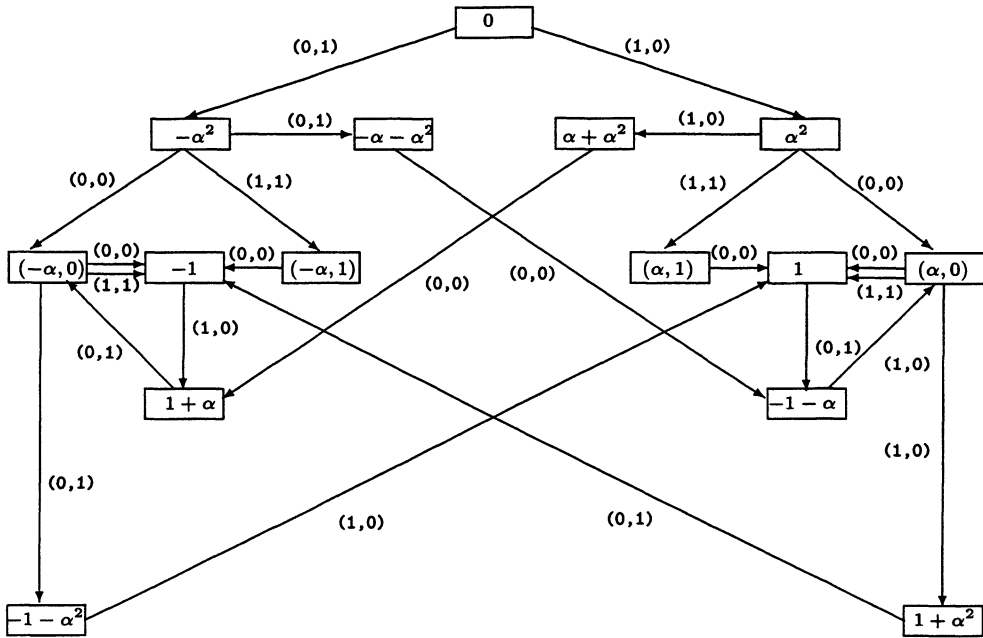 0
(0,1) (1,0)
−α² (0,1) −α − α² α + α² (1,0) α²
(0,0) (1,1) (1,1) (0,0)
(−α, 0) (0,0) −1 (0,0) (−α, 1) (α, 1) (0,0) 1 (0,0) (α, 0)
(1,1) (0,0) (0,0) (1,1)
(1,0) (0,1) (0,1) (1,0)
1 + α −1 − α
(1,0)
(0,1)
(1,0) (0,1)
−1 − α² 1 + α²